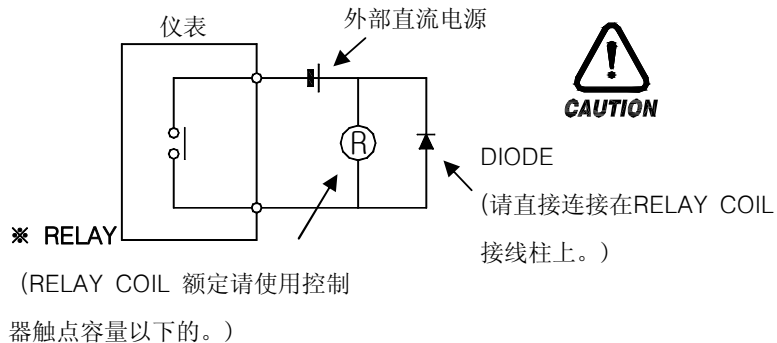 仪表
外部直流电源
CAUTION
R
DIODE
(请直接连接在RELAY COIL
接线柱上。)
※ RELAY
(RELAY COIL 额定请使用控制
器触点容量以下的。)